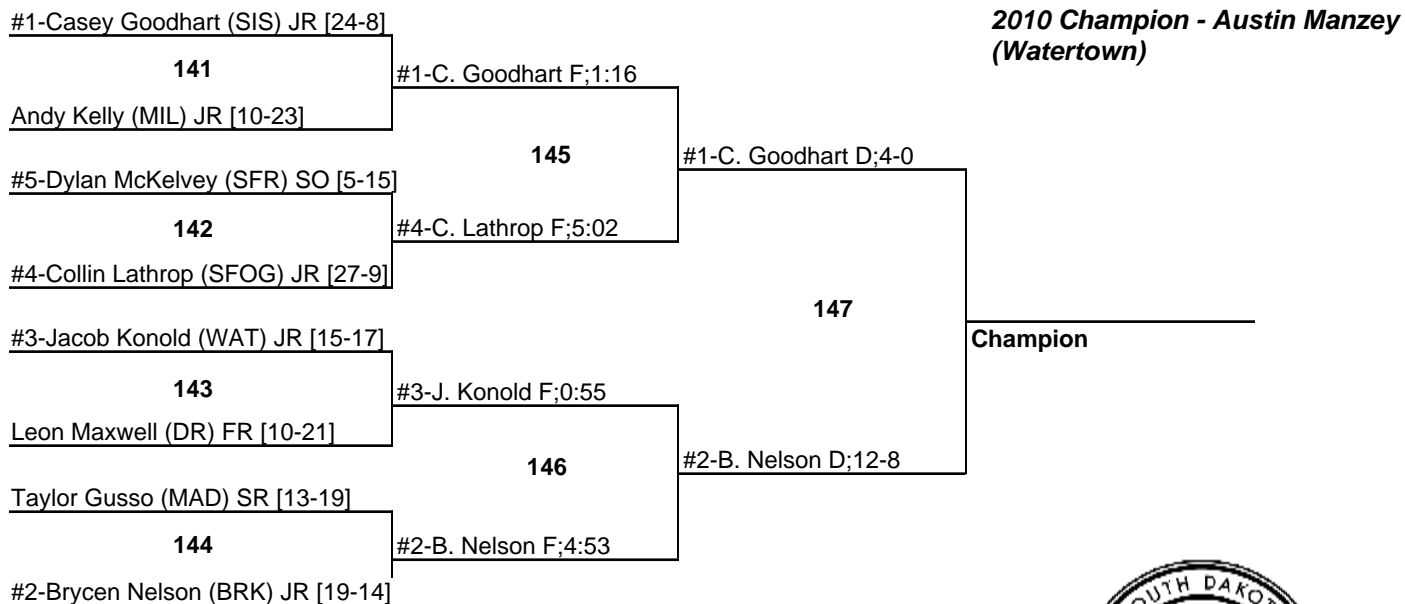 #1-Casey Goodhart (SIS) JR [24-8]
2010 Champion - Austin Manzey
(Watertown)
141
#1-C. Goodhart F;1:16
Andy Kelly (MIL) JR [10-23]
145
#1-C. Goodhart D;4-0
#5-Dylan McKelvey (SFR) SO [5-15]
142
#4-C. Lathrop F;5:02
#4-Collin Lathrop (SFOG) JR [27-9]
147
#3-Jacob Konold (WAT) JR [15-17]
Champion
143
#3-J. Konold F;0:55
Leon Maxwell (DR) FR [10-21]
146
#2-B. Nelson D;12-8
Taylor Gusso (MAD) SR [13-19]
144
#2-B. Nelson F;4:53
#2-Brycen Nelson (BRK) JR [19-14]